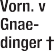 Vorn. v
Gnae-
dinger †